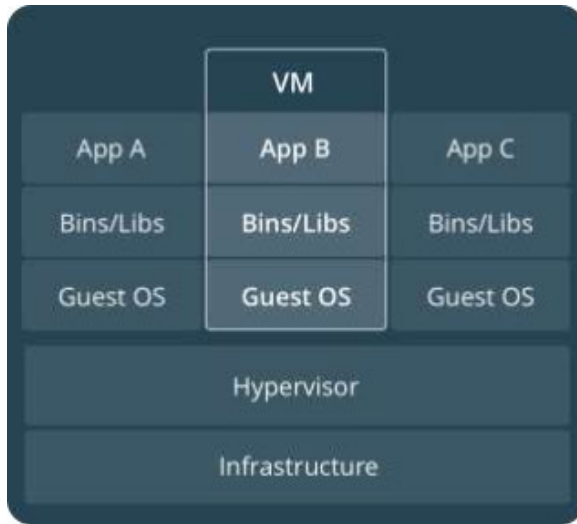 VM
App A App B App C
Bins/Libs Bins/Libs Bins/Libs
Guest OS Guest OS Guest OS
Hypervisor
Infrastructure